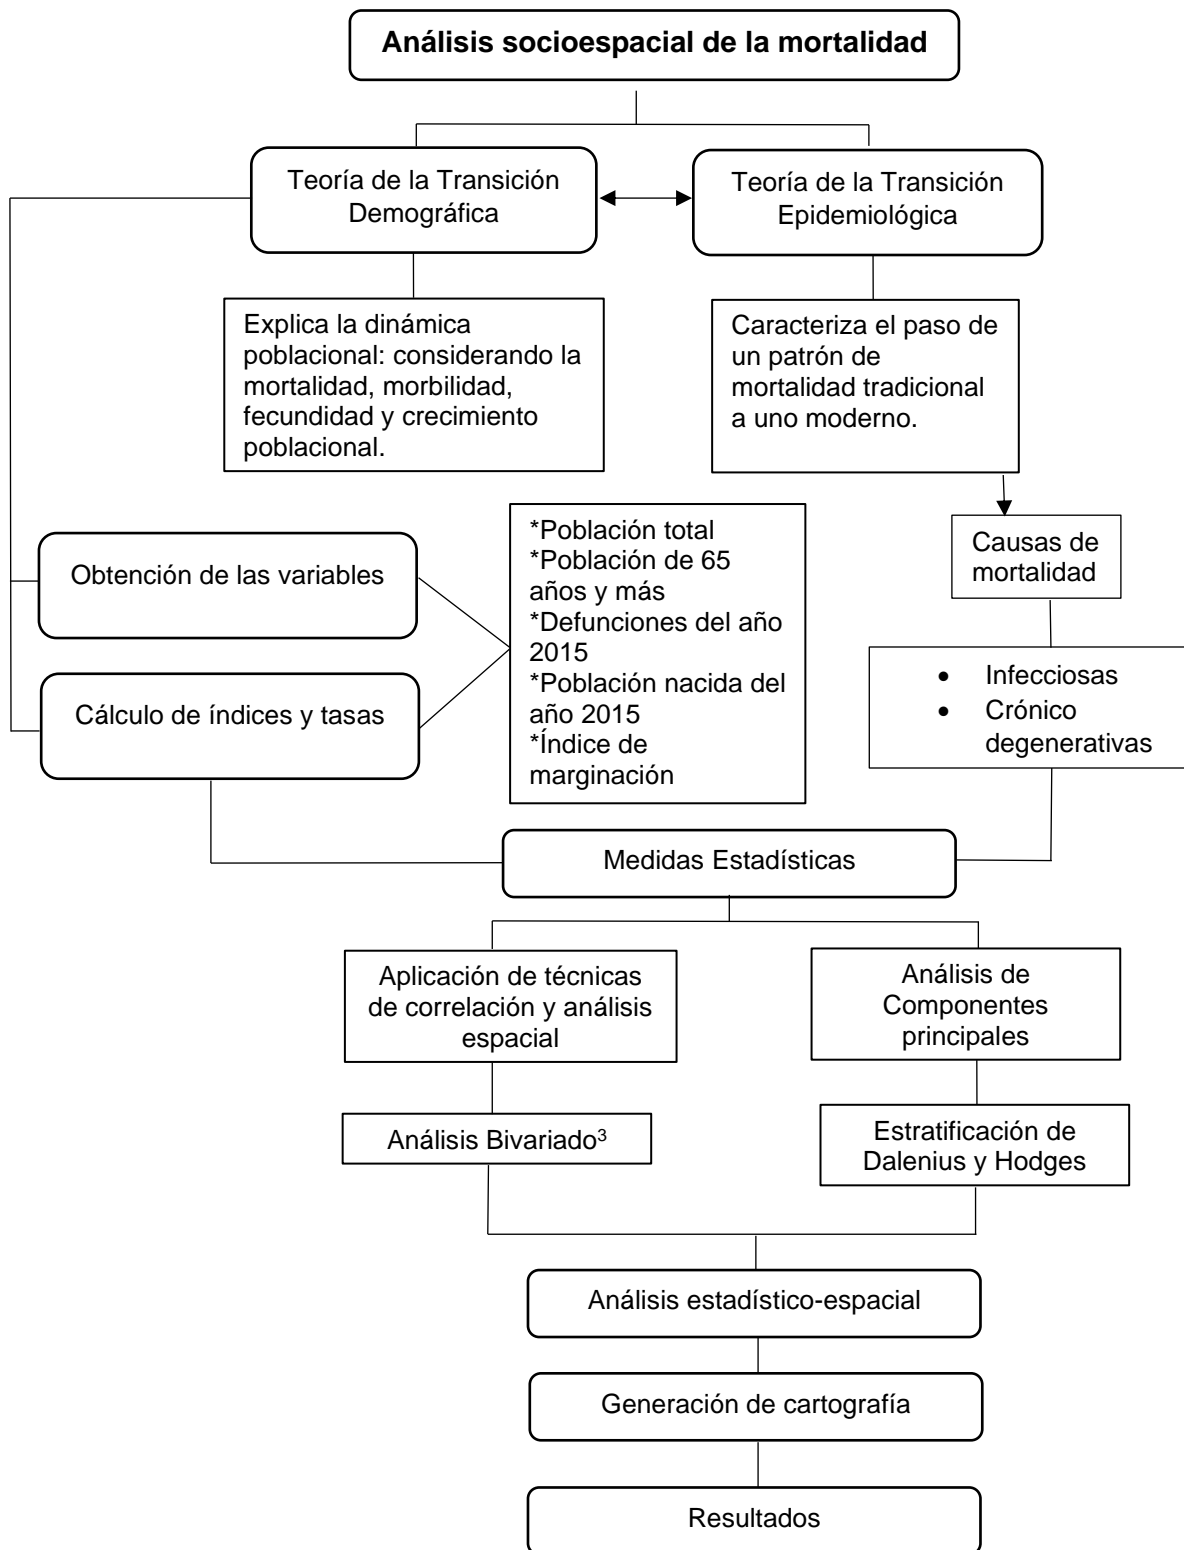 Análisis socioespacial de la mortalidad
Teoría de la Transición
Demográfica
Teoría de la Transición
Epidemiológica
Explica la dinámica
poblacional: considerando la
mortalidad, morbilidad,
fecundidad y crecimiento
poblacional.
Caracteriza el paso de
un patrón de
mortalidad tradicional
a uno moderno.
Obtención de las variables
Cálculo de índices y tasas
*Población total
*Población de 65
años y más
*Defunciones del año
2015
*Población nacida del
año 2015
*Índice de
marginación
Causas de
mortalidad
• Infecciosas
• Crónico
degenerativas
Medidas Estadísticas
Aplicación de técnicas
de correlación y análisis
espacial
Análisis de
Componentes
principales
Análisis Bivariado³
Estratificación de
Dalenius y Hodges
Análisis estadístico-espacial
Generación de cartografía
Resultados